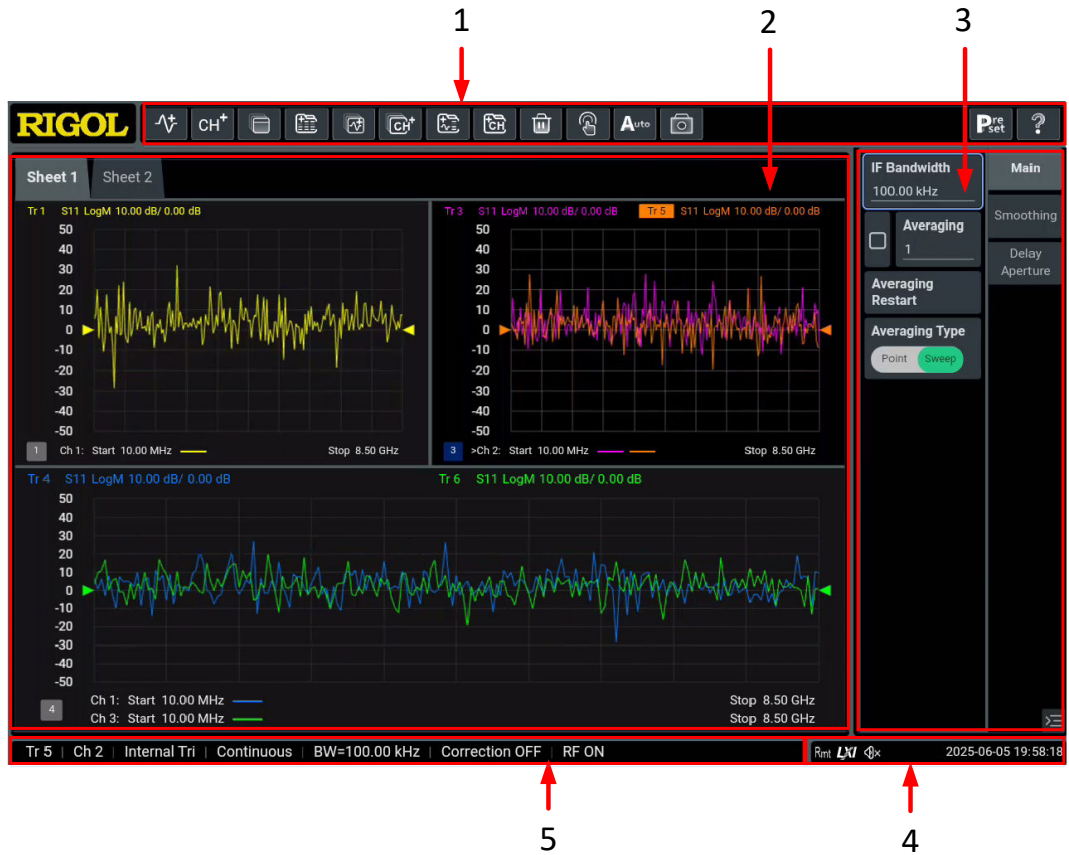 1 2 3
RIGOL CH+ CH+ CH Auto Preset ?
Sheet 1 Sheet 2
Tr 1 S11 LogM 10.00 dB/ 0.00 dB
50
40
30
20
10
0
-10
-20
-30
-40
-50
1 Ch 1: Start 10.00 MHz Stop 8.50 GHz
Tr 3 S11 LogM 10.00 dB/ 0.00 dB Tr 5 S11 LogM 10.00 dB/ 0.00 dB
50
40
30
20
10
0
-10
-20
-30
-40
-50
3 >Ch 2: Start 10.00 MHz Stop 8.50 GHz
Tr 4 S11 LogM 10.00 dB/ 0.00 dB Tr 6 S11 LogM 10.00 dB/ 0.00 dB
50
40
30
20
10
0
-10
-20
-30
-40
-50
4
Ch 1: Start 10.00 MHz Stop 8.50 GHz
Ch 3: Start 10.00 MHz Stop 8.50 GHz
IF Bandwidth
100.00 kHz
Averaging
1
Averaging
Restart
Averaging Type
Point Sweep
Main
Smoothing
Delay
Aperture
Tr 5 | Ch 2 | Internal Tri | Continuous | BW=100.00 kHz | Correction OFF | RF ON
Rmt LXI 2025-06-05 19:58:18
5 4